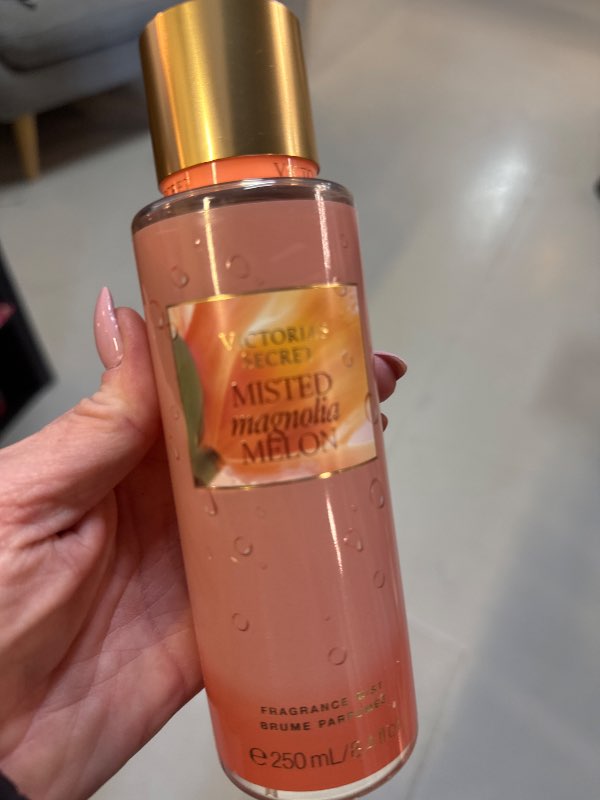 VICTORIA'S
SECRET
MISTED
magnolia
MELON
FRAGRANCE MIST
BRUME PARFUMÉE
℮250 mL/